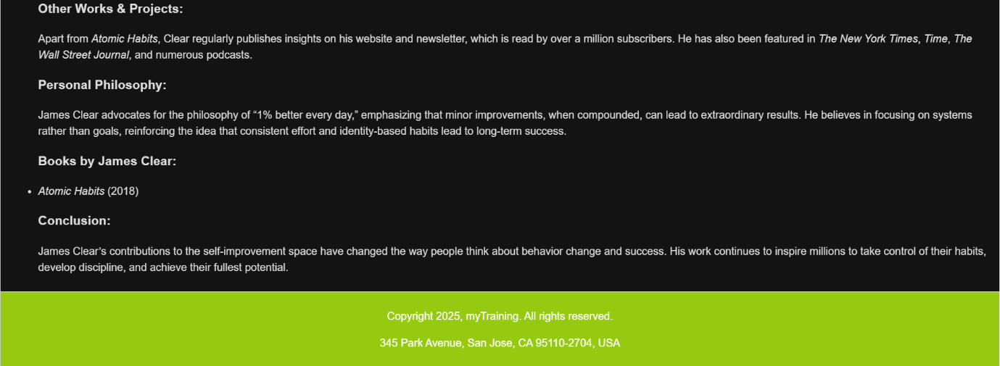 Other Works & Projects:
Apart from Atomic Habits, Clear regularly publishes insights on his website and newsletter, which is read by over a million subscribers. He has also been featured in The New York Times, Time, The
Wall Street Journal, and numerous podcasts.
Personal Philosophy:
James Clear advocates for the philosophy of “1% better every day,” emphasizing that minor improvements, when compounded, can lead to extraordinary results. He believes in focusing on systems
rather than goals, reinforcing the idea that consistent effort and identity-based habits lead to long-term success.
Books by James Clear:
• Atomic Habits (2018)
Conclusion:
James Clear’s contributions to the self-improvement space have changed the way people think about behavior change and success. His work continues to inspire millions to take control of their habits,
develop discipline, and achieve their fullest potential.
Copyright 2025, myTraining. All rights reserved.
345 Park Avenue, San Jose, CA 95110-2704, USA